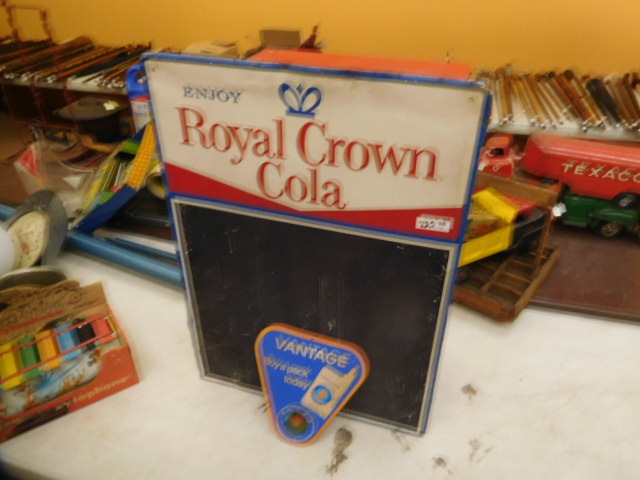 ENJOY
Royal Crown
Cola
TEXACO
VANTAGE
Buy a pack
today